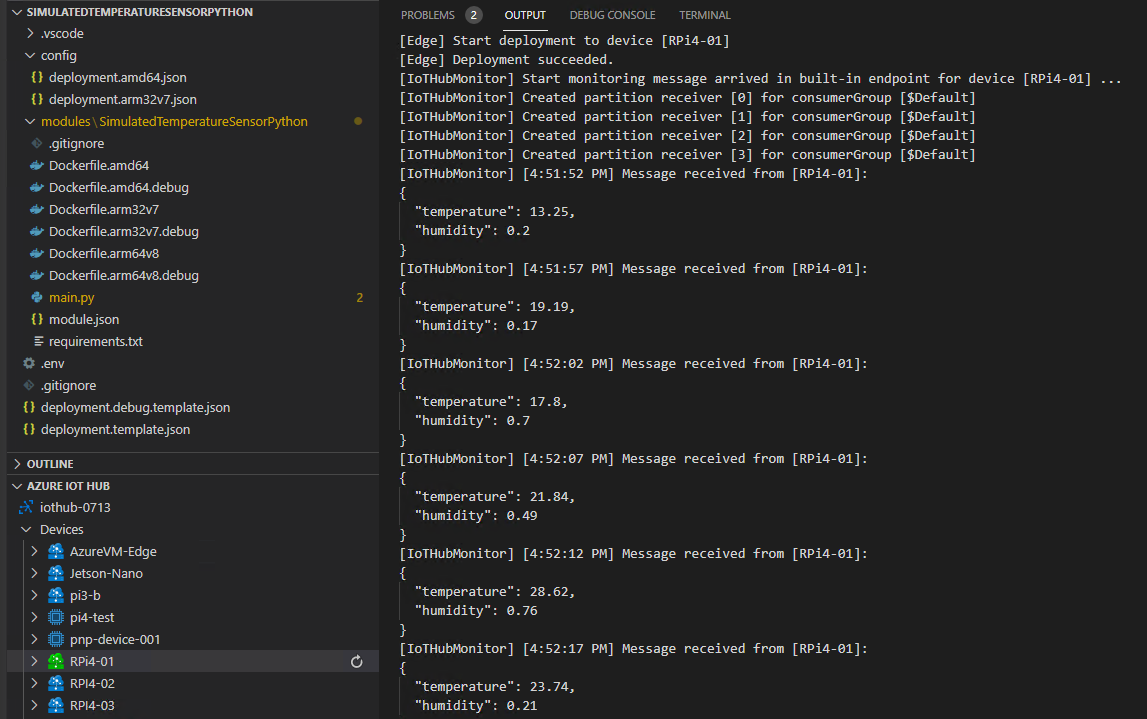 SIMULATEDTEMPERATURESENSORPYTHON
.vscode
config
{} deployment.amd64.json
{} deployment.arm32v7.json
modules\SimulatedTemperatureSensorPython
.gitignore
Dockerfile.amd64
Dockerfile.amd64.debug
Dockerfile.arm32v7
Dockerfile.arm32v7.debug
Dockerfile.arm64v8
Dockerfile.arm64v8.debug
main.py 2
{} module.json
requirements.txt
.env
.gitignore
{} deployment.debug.template.json
{} deployment.template.json
OUTLINE
AZURE IOT HUB
iothub-0713
Devices
AzureVM-Edge
Jetson-Nano
pi3-b
pi4-test
pnp-device-001
RPi4-01
RPI4-02
RPI4-03
PROBLEMS 2 OUTPUT DEBUG CONSOLE TERMINAL
[Edge] Start deployment to device [RPi4-01]
[Edge] Deployment succeeded.
[IoTHubMonitor] Start monitoring message arrived in built-in endpoint for device [RPi4-01] ...
[IoTHubMonitor] Created partition receiver [0] for consumerGroup [$Default]
[IoTHubMonitor] Created partition receiver [1] for consumerGroup [$Default]
[IoTHubMonitor] Created partition receiver [2] for consumerGroup [$Default]
[IoTHubMonitor] Created partition receiver [3] for consumerGroup [$Default]
[IoTHubMonitor] [4:51:52 PM] Message received from [RPi4-01]:
{
"temperature": 13.25,
"humidity": 0.2
}
[IoTHubMonitor] [4:51:57 PM] Message received from [RPi4-01]:
{
"temperature": 19.19,
"humidity": 0.17
}
[IoTHubMonitor] [4:52:02 PM] Message received from [RPi4-01]:
{
"temperature": 17.8,
"humidity": 0.7
}
[IoTHubMonitor] [4:52:07 PM] Message received from [RPi4-01]:
{
"temperature": 21.84,
"humidity": 0.49
}
[IoTHubMonitor] [4:52:12 PM] Message received from [RPi4-01]:
{
"temperature": 28.62,
"humidity": 0.76
}
[IoTHubMonitor] [4:52:17 PM] Message received from [RPi4-01]:
{
"temperature": 23.74,
"humidity": 0.21